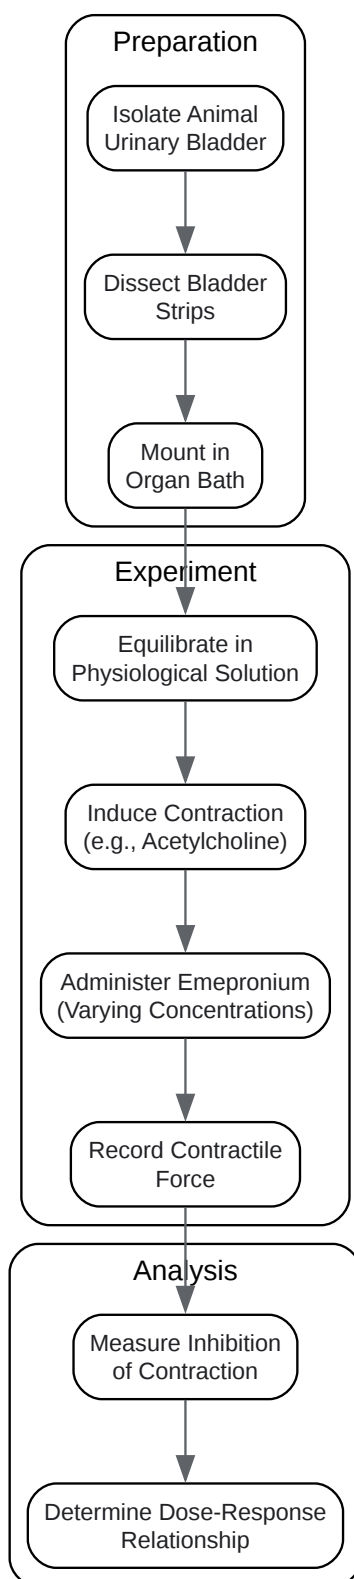 Preparation
Isolate Animal
Urinary Bladder
Dissect Bladder
Strips
Mount in
Organ Bath
Experiment
Equilibrate in
Physiological Solution
Induce Contraction
(e.g., Acetylcholine)
Administer Emepronium
(Varying Concentrations)
Record Contractile
Force
Analysis
Measure Inhibition
of Contraction
Determine Dose-Response
Relationship